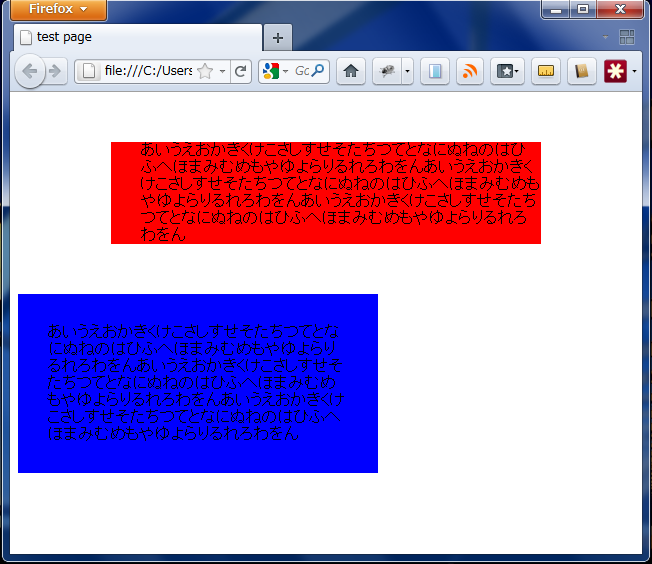 Firefox
test page
file:///C:/Users
Go
あいうえおかきくけこさしすせそたちつてとなにぬねのはひ
ふへほまみむめもやゆよらりるれろわをんあいうえおかきく
けこさしすせそたちつてとなにぬねのはひふへほまみむめも
やゆよらりるれろわをんあいうえおかきくけこさしすせそたち
つてとなにぬねのはひふへほまみむめもやゆよらりるれろ
わをん
あいうえおかきくけこさしすせそたちつてとな
にぬねのはひふへほまみむめもやゆよらりり
るれろわをんあいうえおかきくけこさしすせそ
たちつてとなにぬねのはひふへほまみむめ
もやゆよらりるれろわをんあいうえおかきくけ
こさしすせそたちつてとなにぬねのはひふへ
ほまみむめもやゆよらりるれろわをん